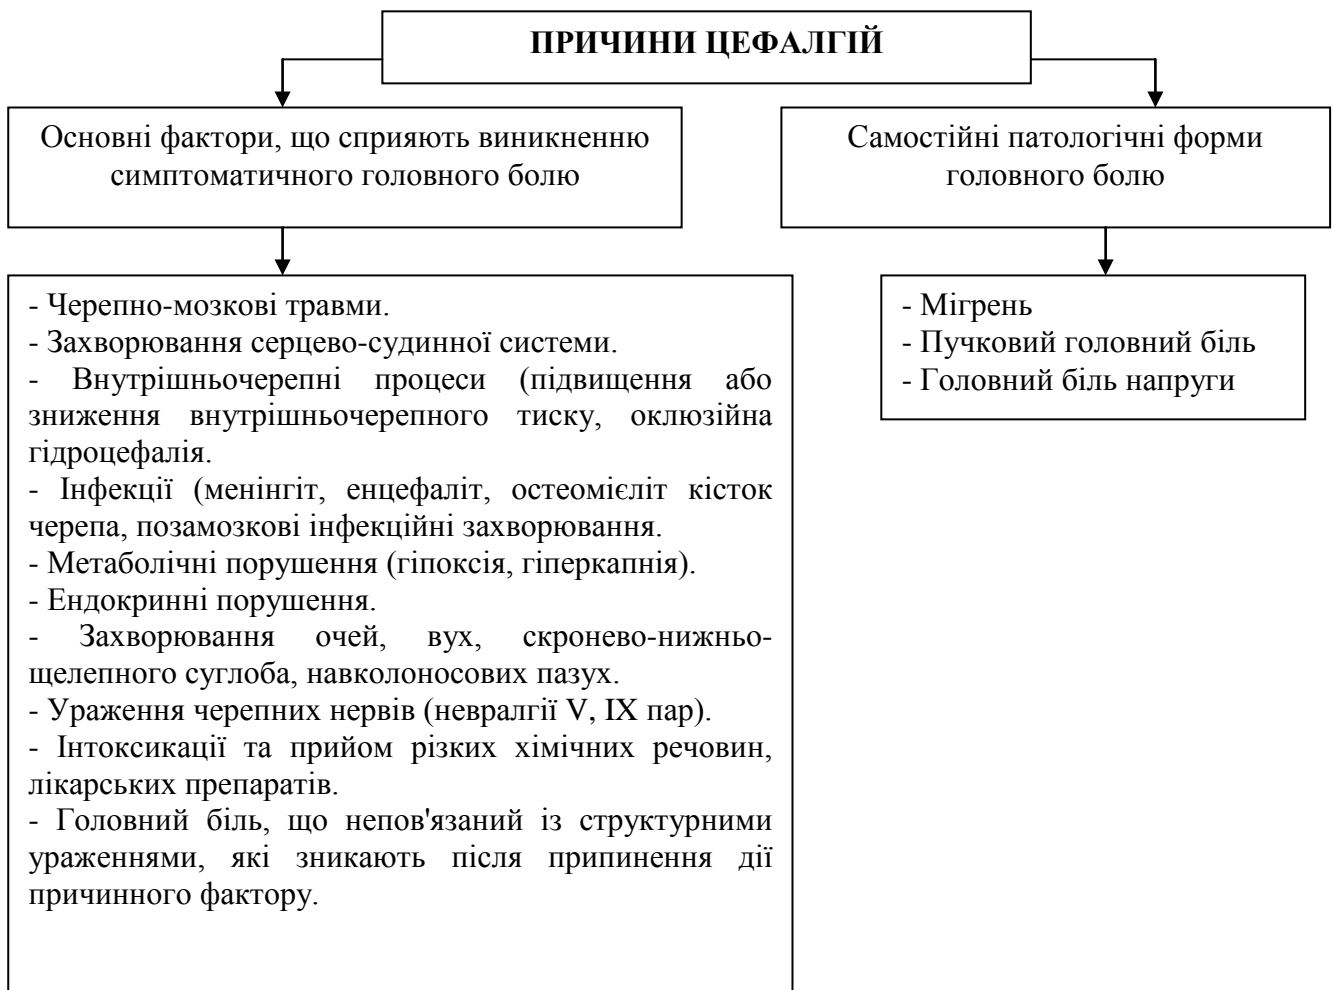 ПРИЧИНИ ЦЕФАЛГІЙ
Основні фактори, що сприяють виникненню
симптоматичного головного болю
Самостійні патологічні форми
головного болю
- Черепно-мозкові травми.
- Захворювання серцево-судинної системи.
- Внутрішньочерепні процеси (підвищення або
зниження внутрішньочерепного тиску, оклюзійна
гідроцефалія.
- Інфекції (менінгіт, енцефаліт, остеомієліт кісток
черепа, позамозкові інфекційні захворювання.
- Метаболічні порушення (гіпоксія, гіперкапнія).
- Ендокринні порушення.
- Захворювання очей, вух, скронево-нижньо-
щелепного суглоба, навколоносових пазух.
- Ураження черепних нервів (невралгії V, IX пар).
- Інтоксикації та прийом різких хімічних речовин,
лікарських препаратів.
- Головний біль, що непов'язаний із структурними
ураженнями, які зникають після припинення дії
причинного фактору.
- Мігрень
- Пучковий головний біль
- Головний біль напруги